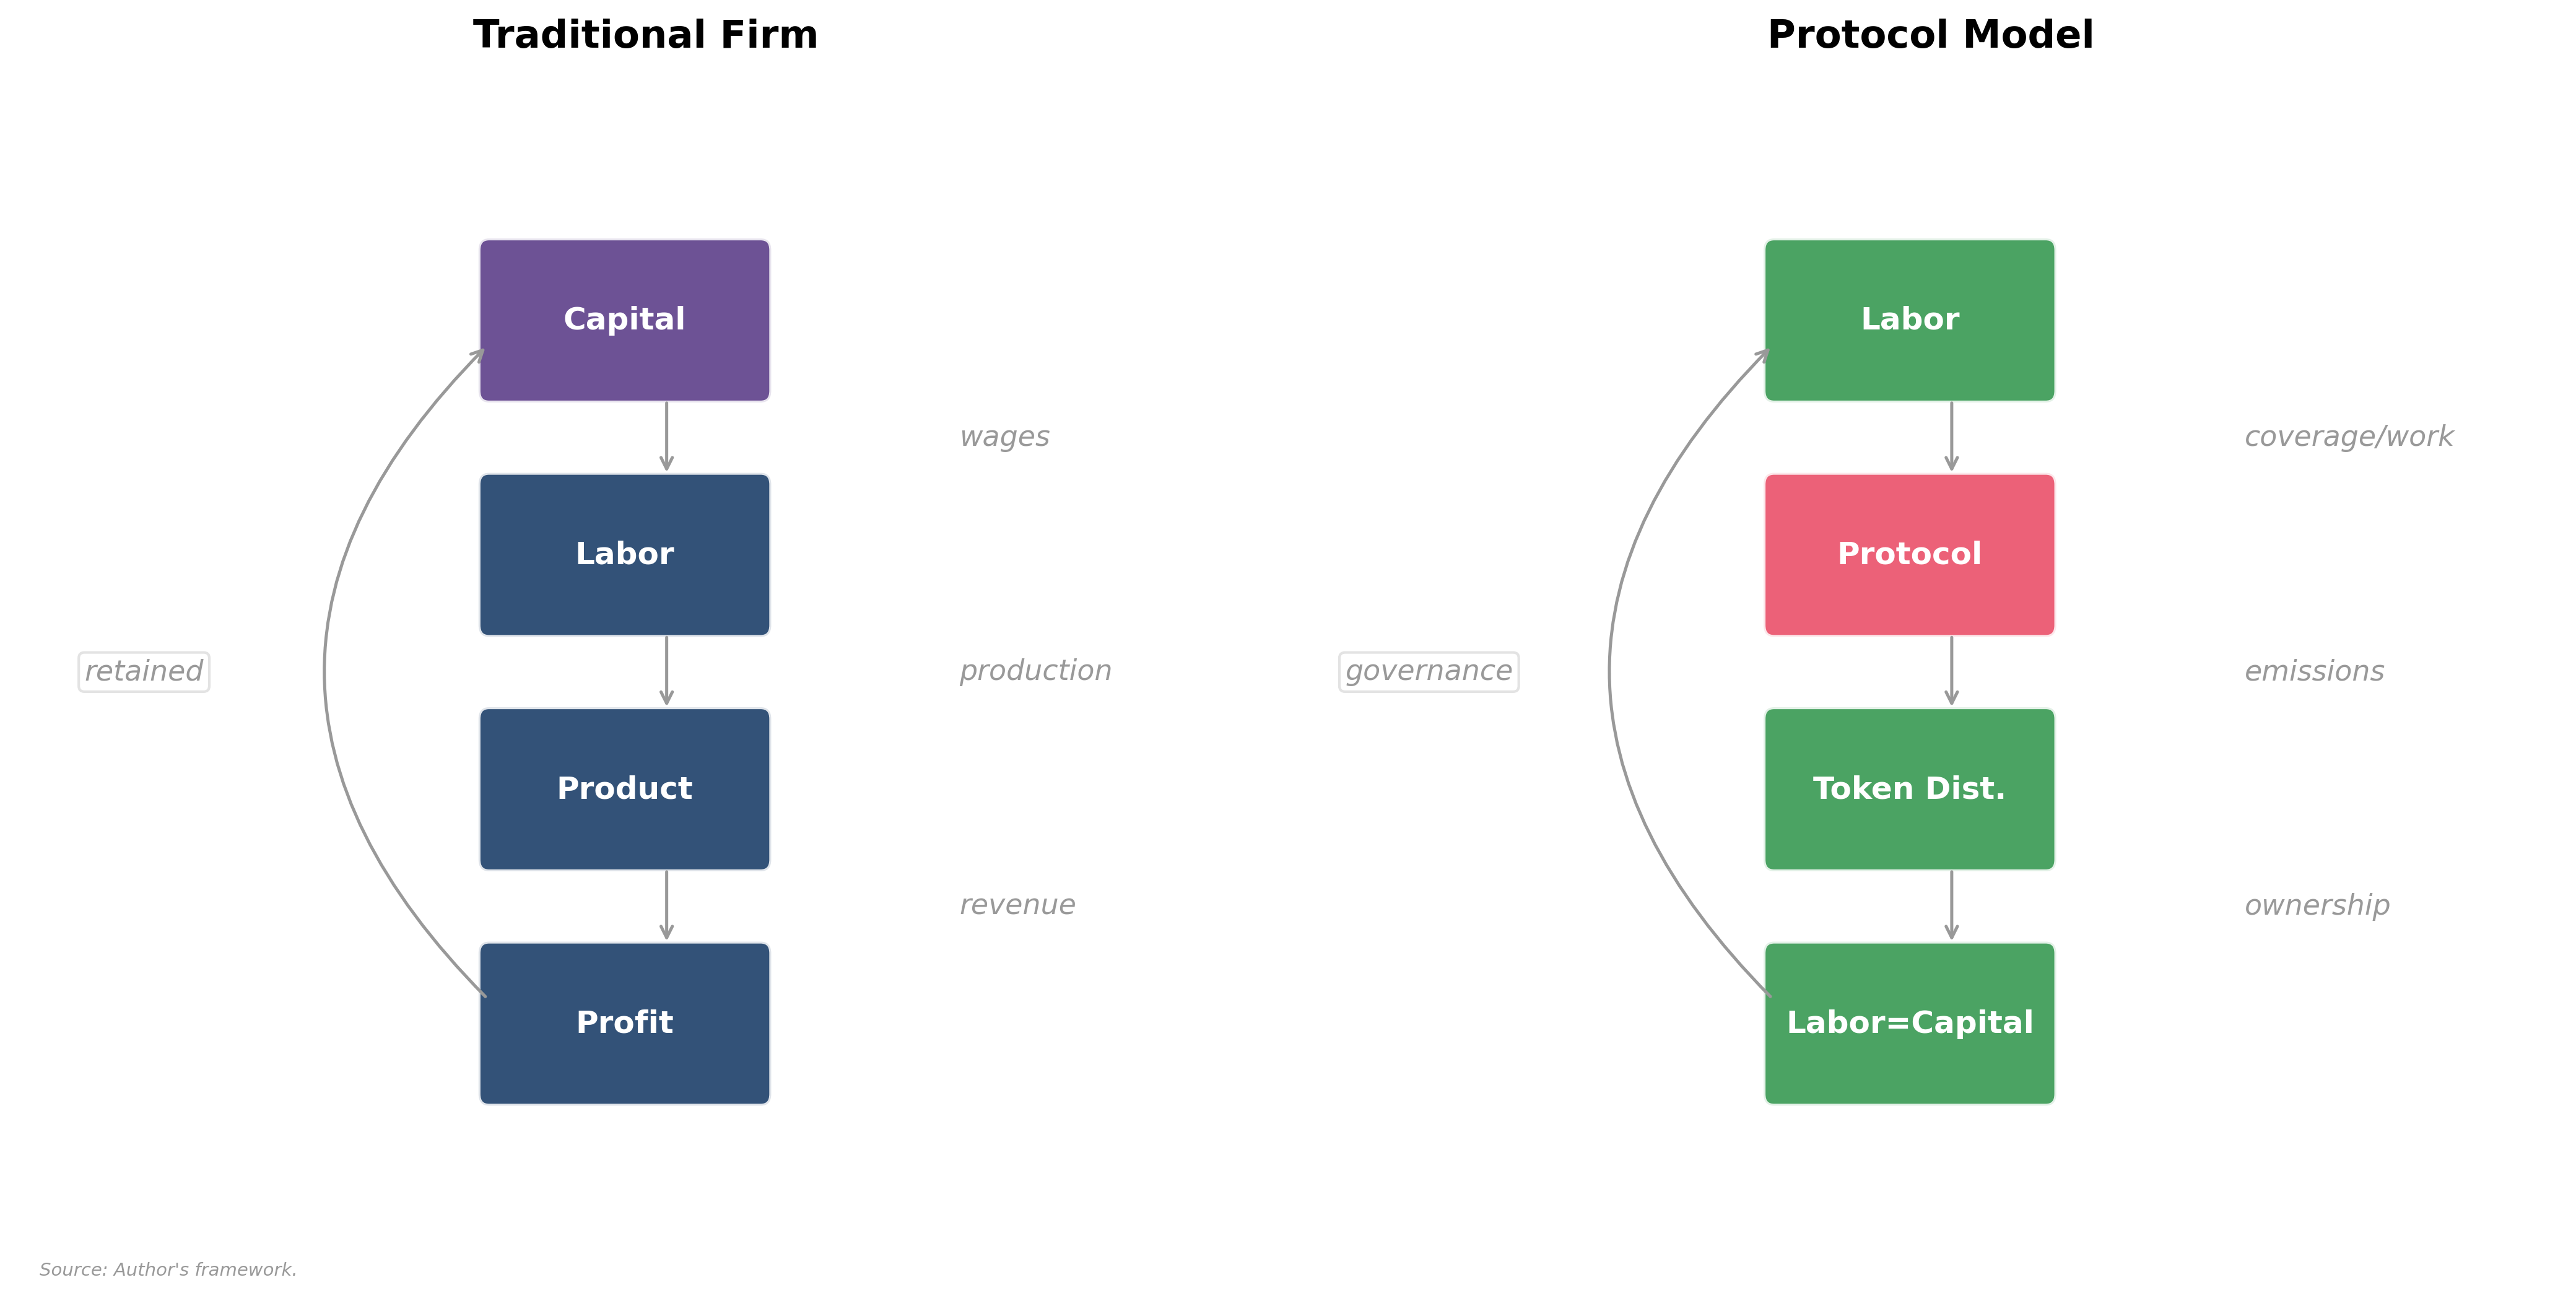 Traditional Firm
Capital
wages
Labor
retained
production
Product
revenue
Profit
Protocol Model
Labor
coverage/work
Protocol
governance
emissions
Token Dist.
ownership
Labor=Capital
Source: Author's framework.